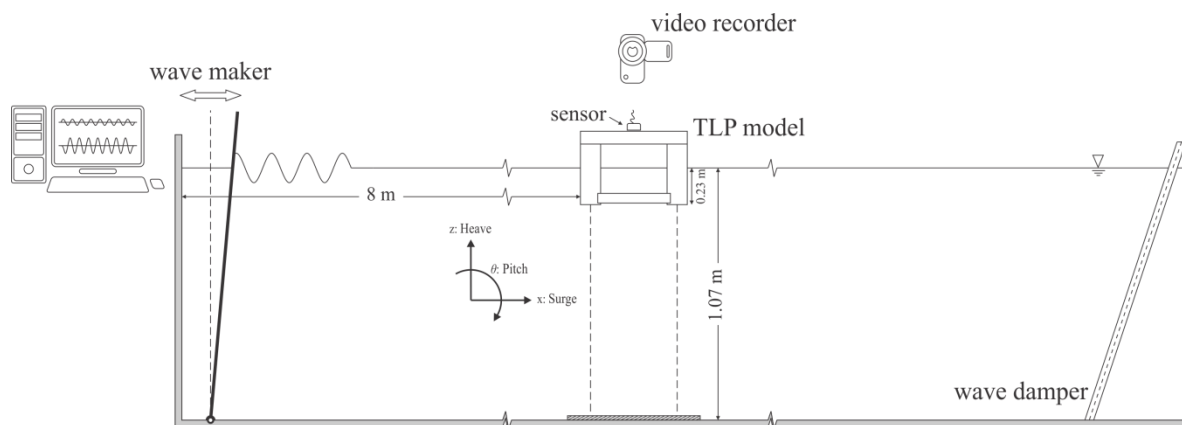 video recorder
wave maker
sensor
TLP model
0.23 m
8 m
z: Heave
θ: Pitch
x: Surge
1.07 m
wave damper